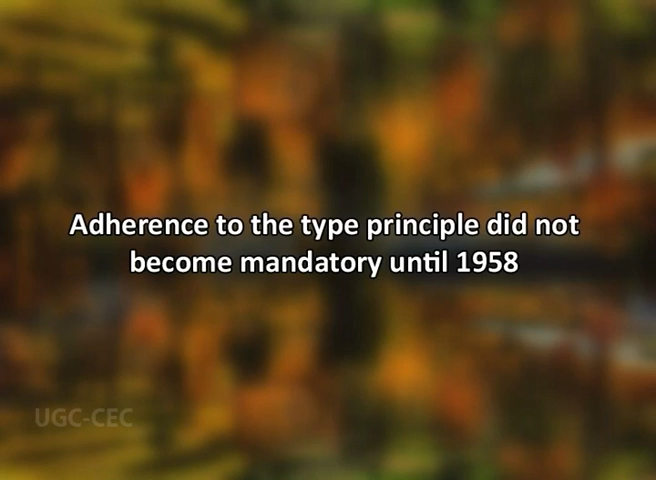 Adherence to the type principle did not
become mandatory until 1958
UGC-CEC